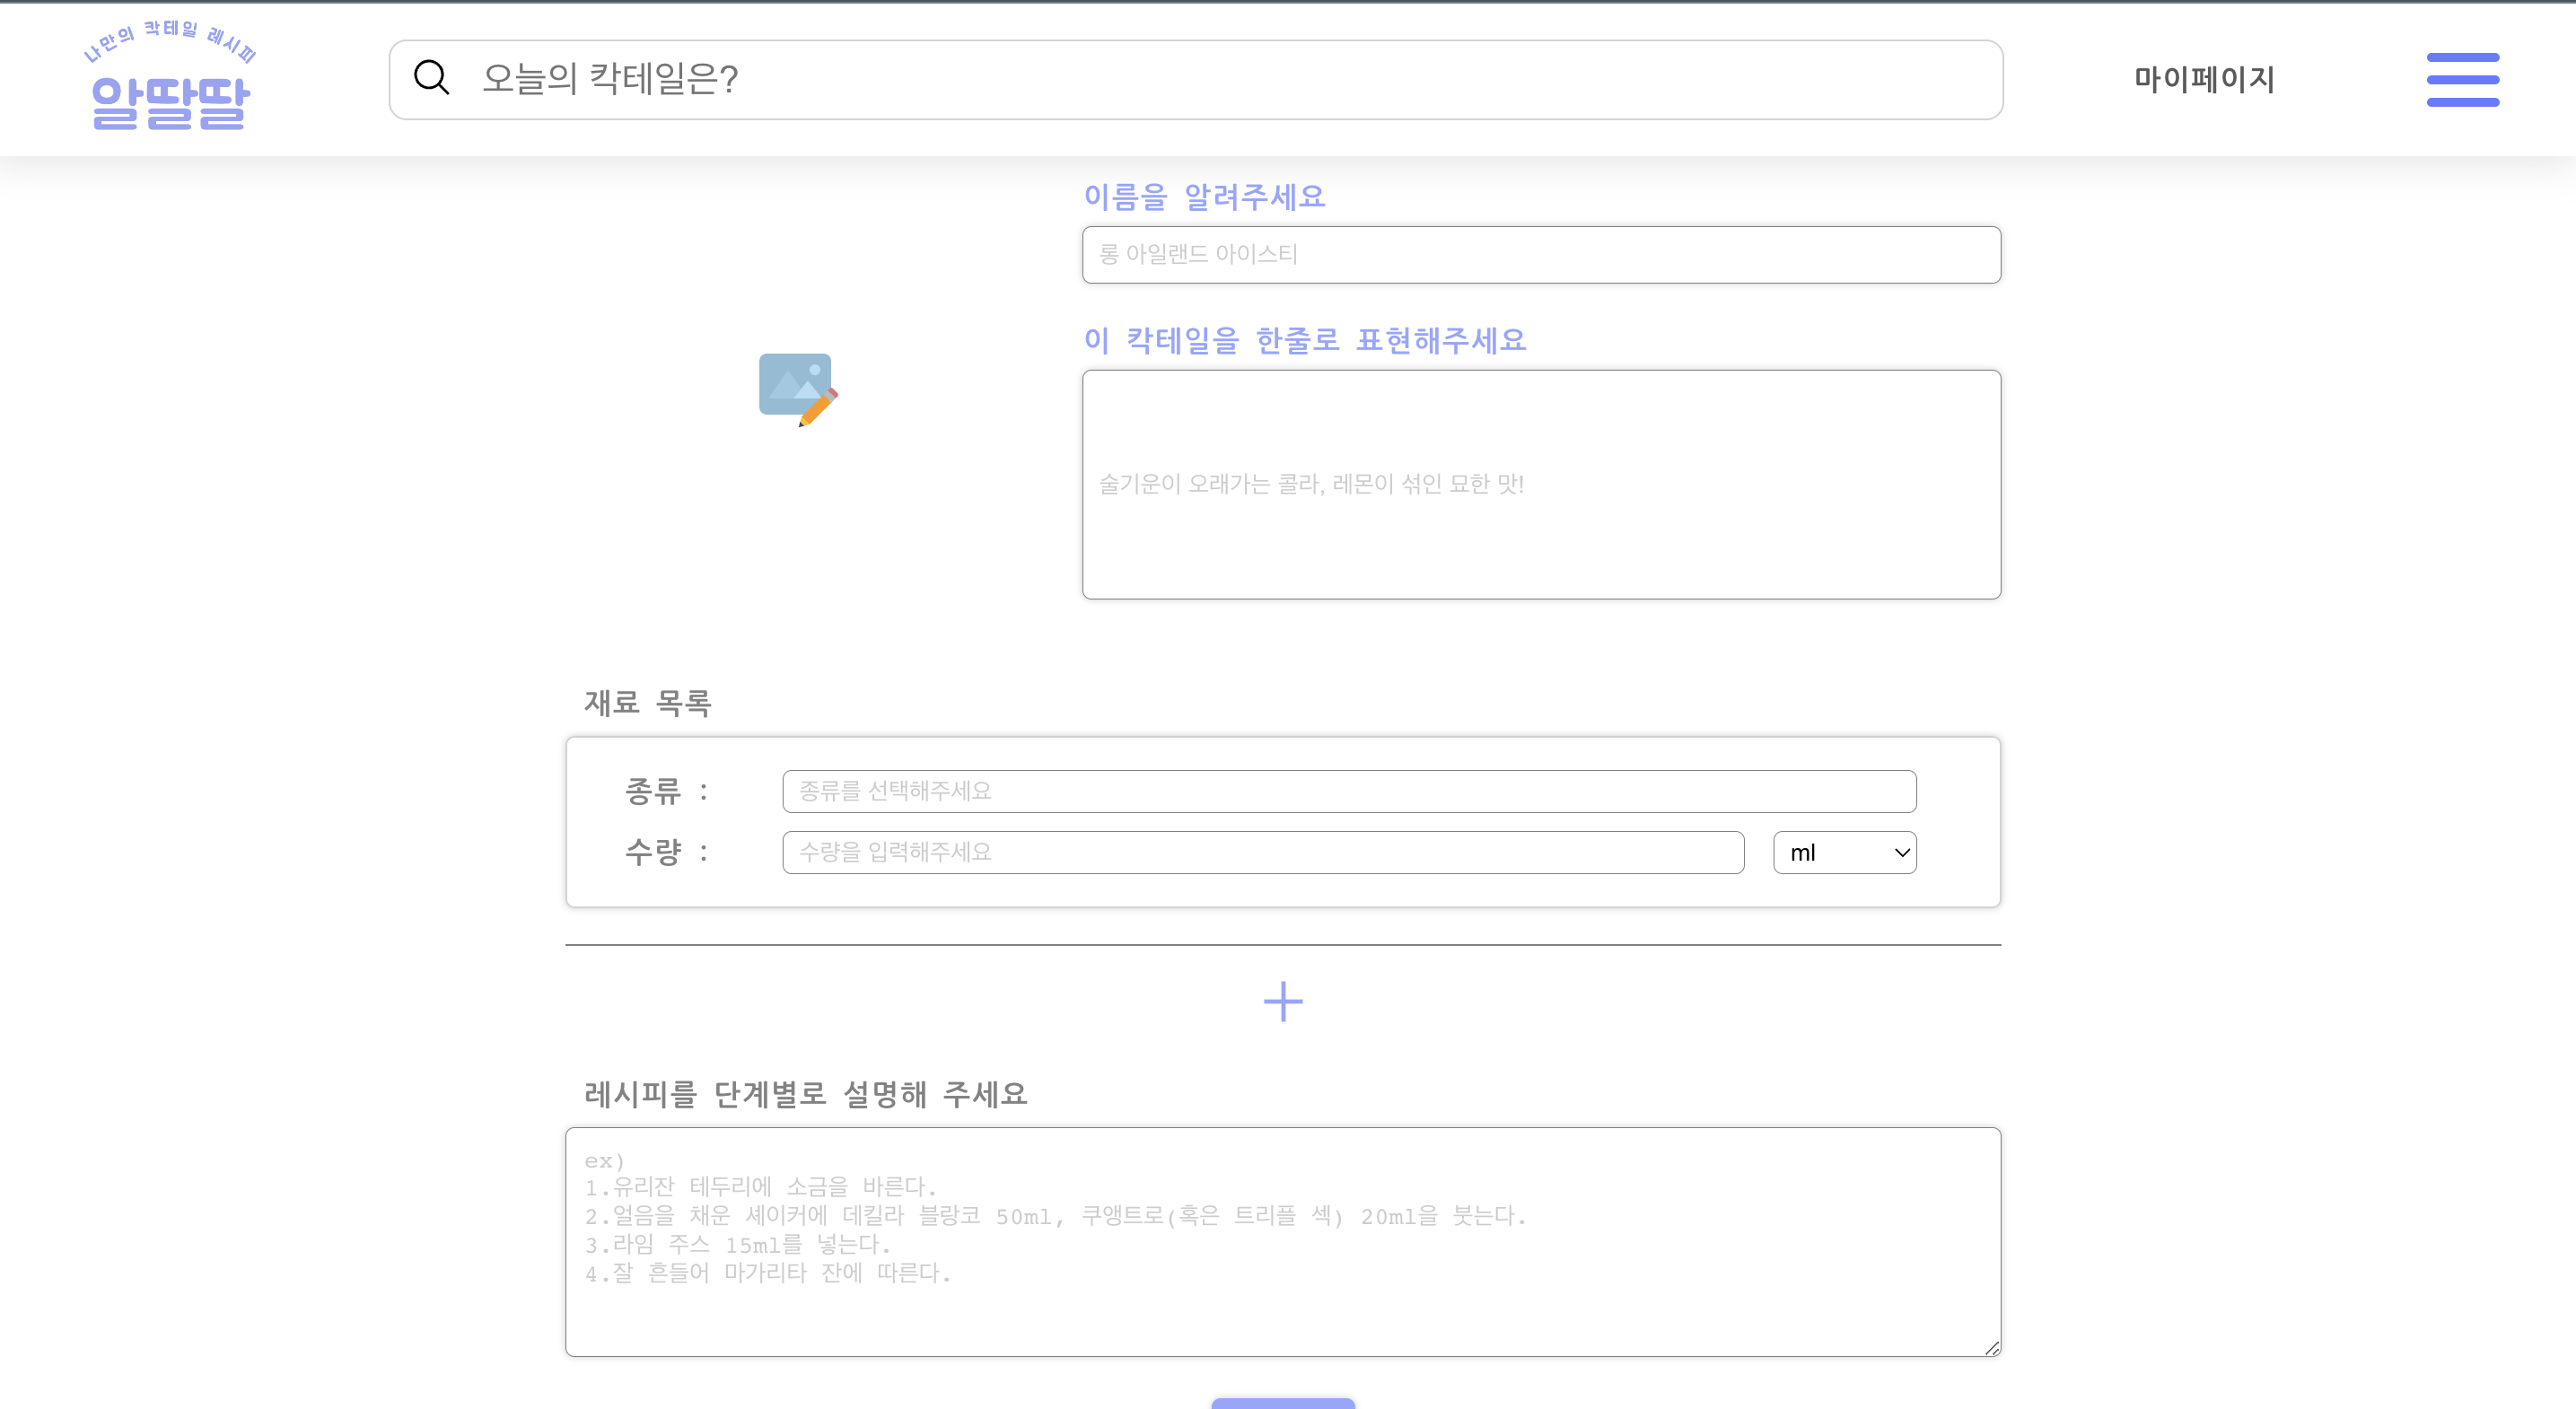 나만의 칵테일 레시피
알딸딸
오늘의 칵테일은?
마이페이지
이름을 알려주세요
롱 아일랜드 아이스티
이 칵테일을 한줄로 표현해주세요
술기운이 오래가는 콜라, 레몬이 섞인 묘한 맛!
재료 목록
종류 :
종류를 선택해주세요
수량 :
수량을 입력해주세요
ml
레시피를 단계별로 설명해 주세요
ex)
1.유리잔 테두리에 소금을 바른다.
2.얼음을 채운 셰이커에 데킬라 블랑코 50ml, 쿠앵트로(혹은 트리플 섹) 20ml을 붓는다.
3.라임 주스 15ml를 넣는다.
4.잘 흔들어 마가리타 잔에 따른다.